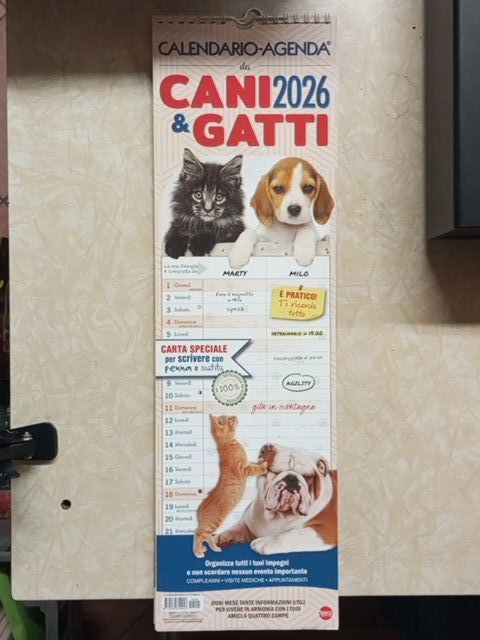 CALENDARIO-AGENDA®
dei
CANI 2026
& GATTI
MARTY MILO
1 Giovedì
2 Venerdì
3 Sabato spesa
È PRATICO!
Ti ricorda
tutto
4 Domenica
5 Lunedì VETERINARIO h 15.00
CARTA SPECIALE
per scrivere con
penna e matita
100%
9 Venerdì
10 Sabato AGILITY
11 Domenica gita in montagna
12 Lunedì
13 Martedì
14 Mercoledì
15 Giovedì
16 Venerdì
17 Sabato
18 Domenica
19 Lunedì
20 Martedì
21 Mercoledì
Organizza tutti i tuoi impegni
e non scordare nessun evento importante
COMPLEANNI • VISITE MEDICHE • APPUNTAMENTI
OGNI MESE TANTE INFORMAZIONI UTILI
PER VIVERE IN ARMONIA CON I TUOI
AMICI A QUATTRO ZAMPE